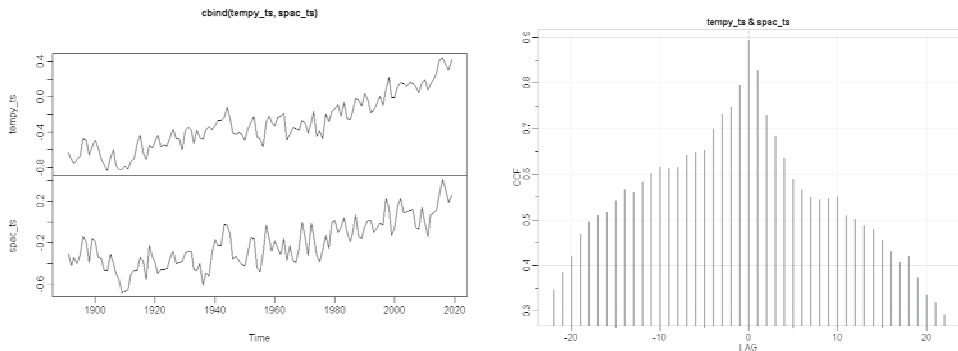 cbind(tempy_ts, spac_ts)
tempy_ts
0.4
0.0
-0.4
-0.8
spac_ts
0.2
-0.2
-0.6
1900 1920 1940 1960 1980 2000 2020
Time
tempy_ts & spac_ts
CCF
0.9
0.8
0.7
0.6
0.5
0.4
0.3
-20 -10 0 10 20
LAG